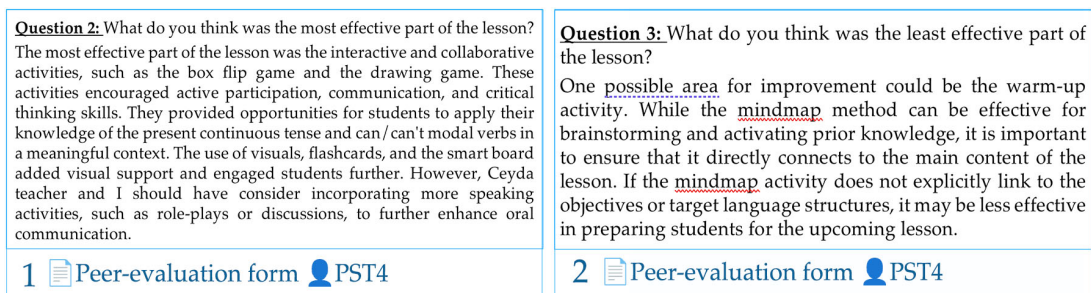 Question 2: What do you think was the most effective part of the lesson?
The most effective part of the lesson was the interactive and collaborative
activities, such as the box flip game and the drawing game. These
activities encouraged active participation, communication, and critical
thinking skills. They provided opportunities for students to apply their
knowledge of the present continuous tense and can/can't modal verbs in
a meaningful context. The use of visuals, flashcards, and the smart board
added visual support and engaged students further. However, Ceyda
teacher and I should have consider incorporating more speaking
activities, such as role-plays or discussions, to further enhance oral
communication.
1 Peer-evaluation form PST4
Question 3: What do you think was the least effective part of
the lesson?
One possible area for improvement could be the warm-up
activity. While the mindmap method can be effective for
brainstorming and activating prior knowledge, it is important
to ensure that it directly connects to the main content of the
lesson. If the mindmap activity does not explicitly link to the
objectives or target language structures, it may be less effective
in preparing students for the upcoming lesson.
2 Peer-evaluation form PST4